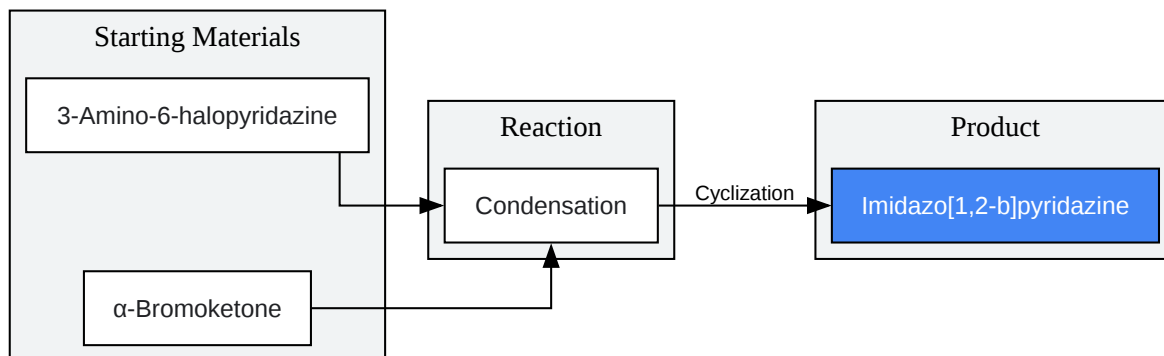 Starting Materials
3-Amino-6-halopyridazine
α-Bromoketone
Reaction
Condensation
Cyclization
Product
Imidazo[1,2-b]pyridazine